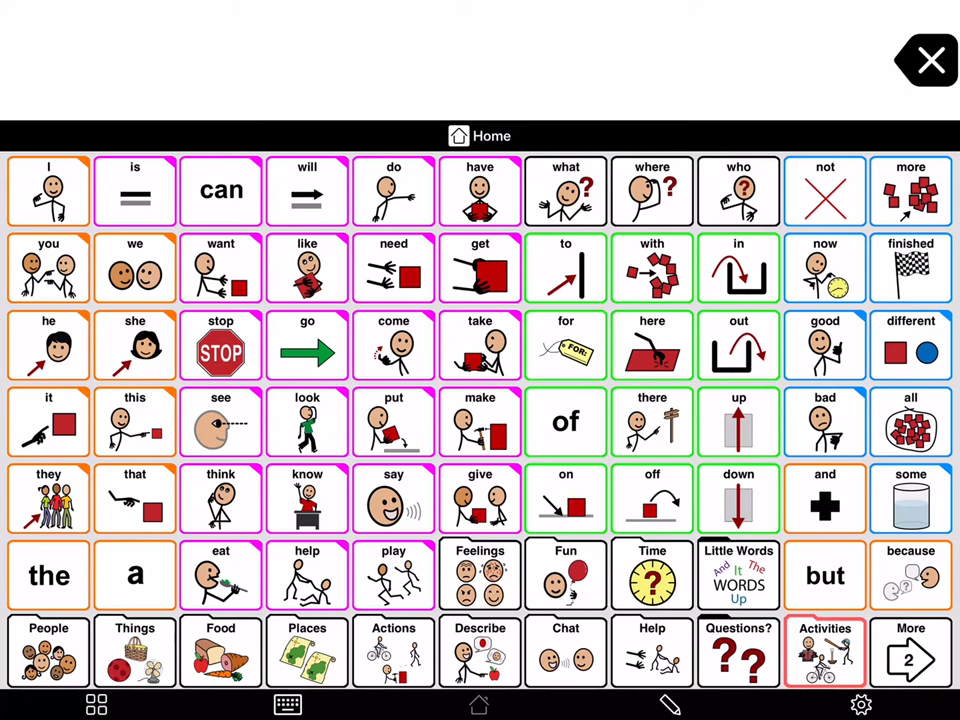 Home
I is can will do have what where who not more
you we want like need get to with in now finished
he she stop go come take for here out good different
STOP FOR:
it this see look put make of there up bad all
they that think know say give on off down and some
the a eat help play Feelings Fun Time Little Words but because
And It The WORDS Up
People Things Food Places Actions Describe Chat Help Questions? Activities More
2